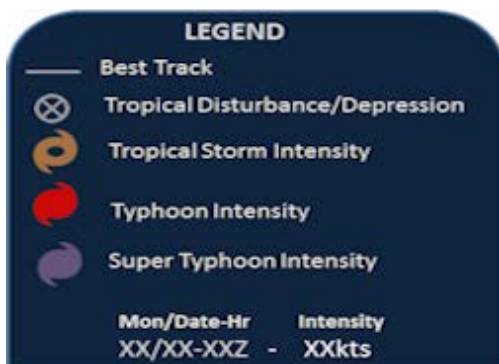 LEGEND
Best Track
Tropical Disturbance/Depression
Tropical Storm Intensity
Typhoon Intensity
Super Typhoon Intensity
Mon/Date-Hr Intensity
XX/XX-XXZ - XXkts